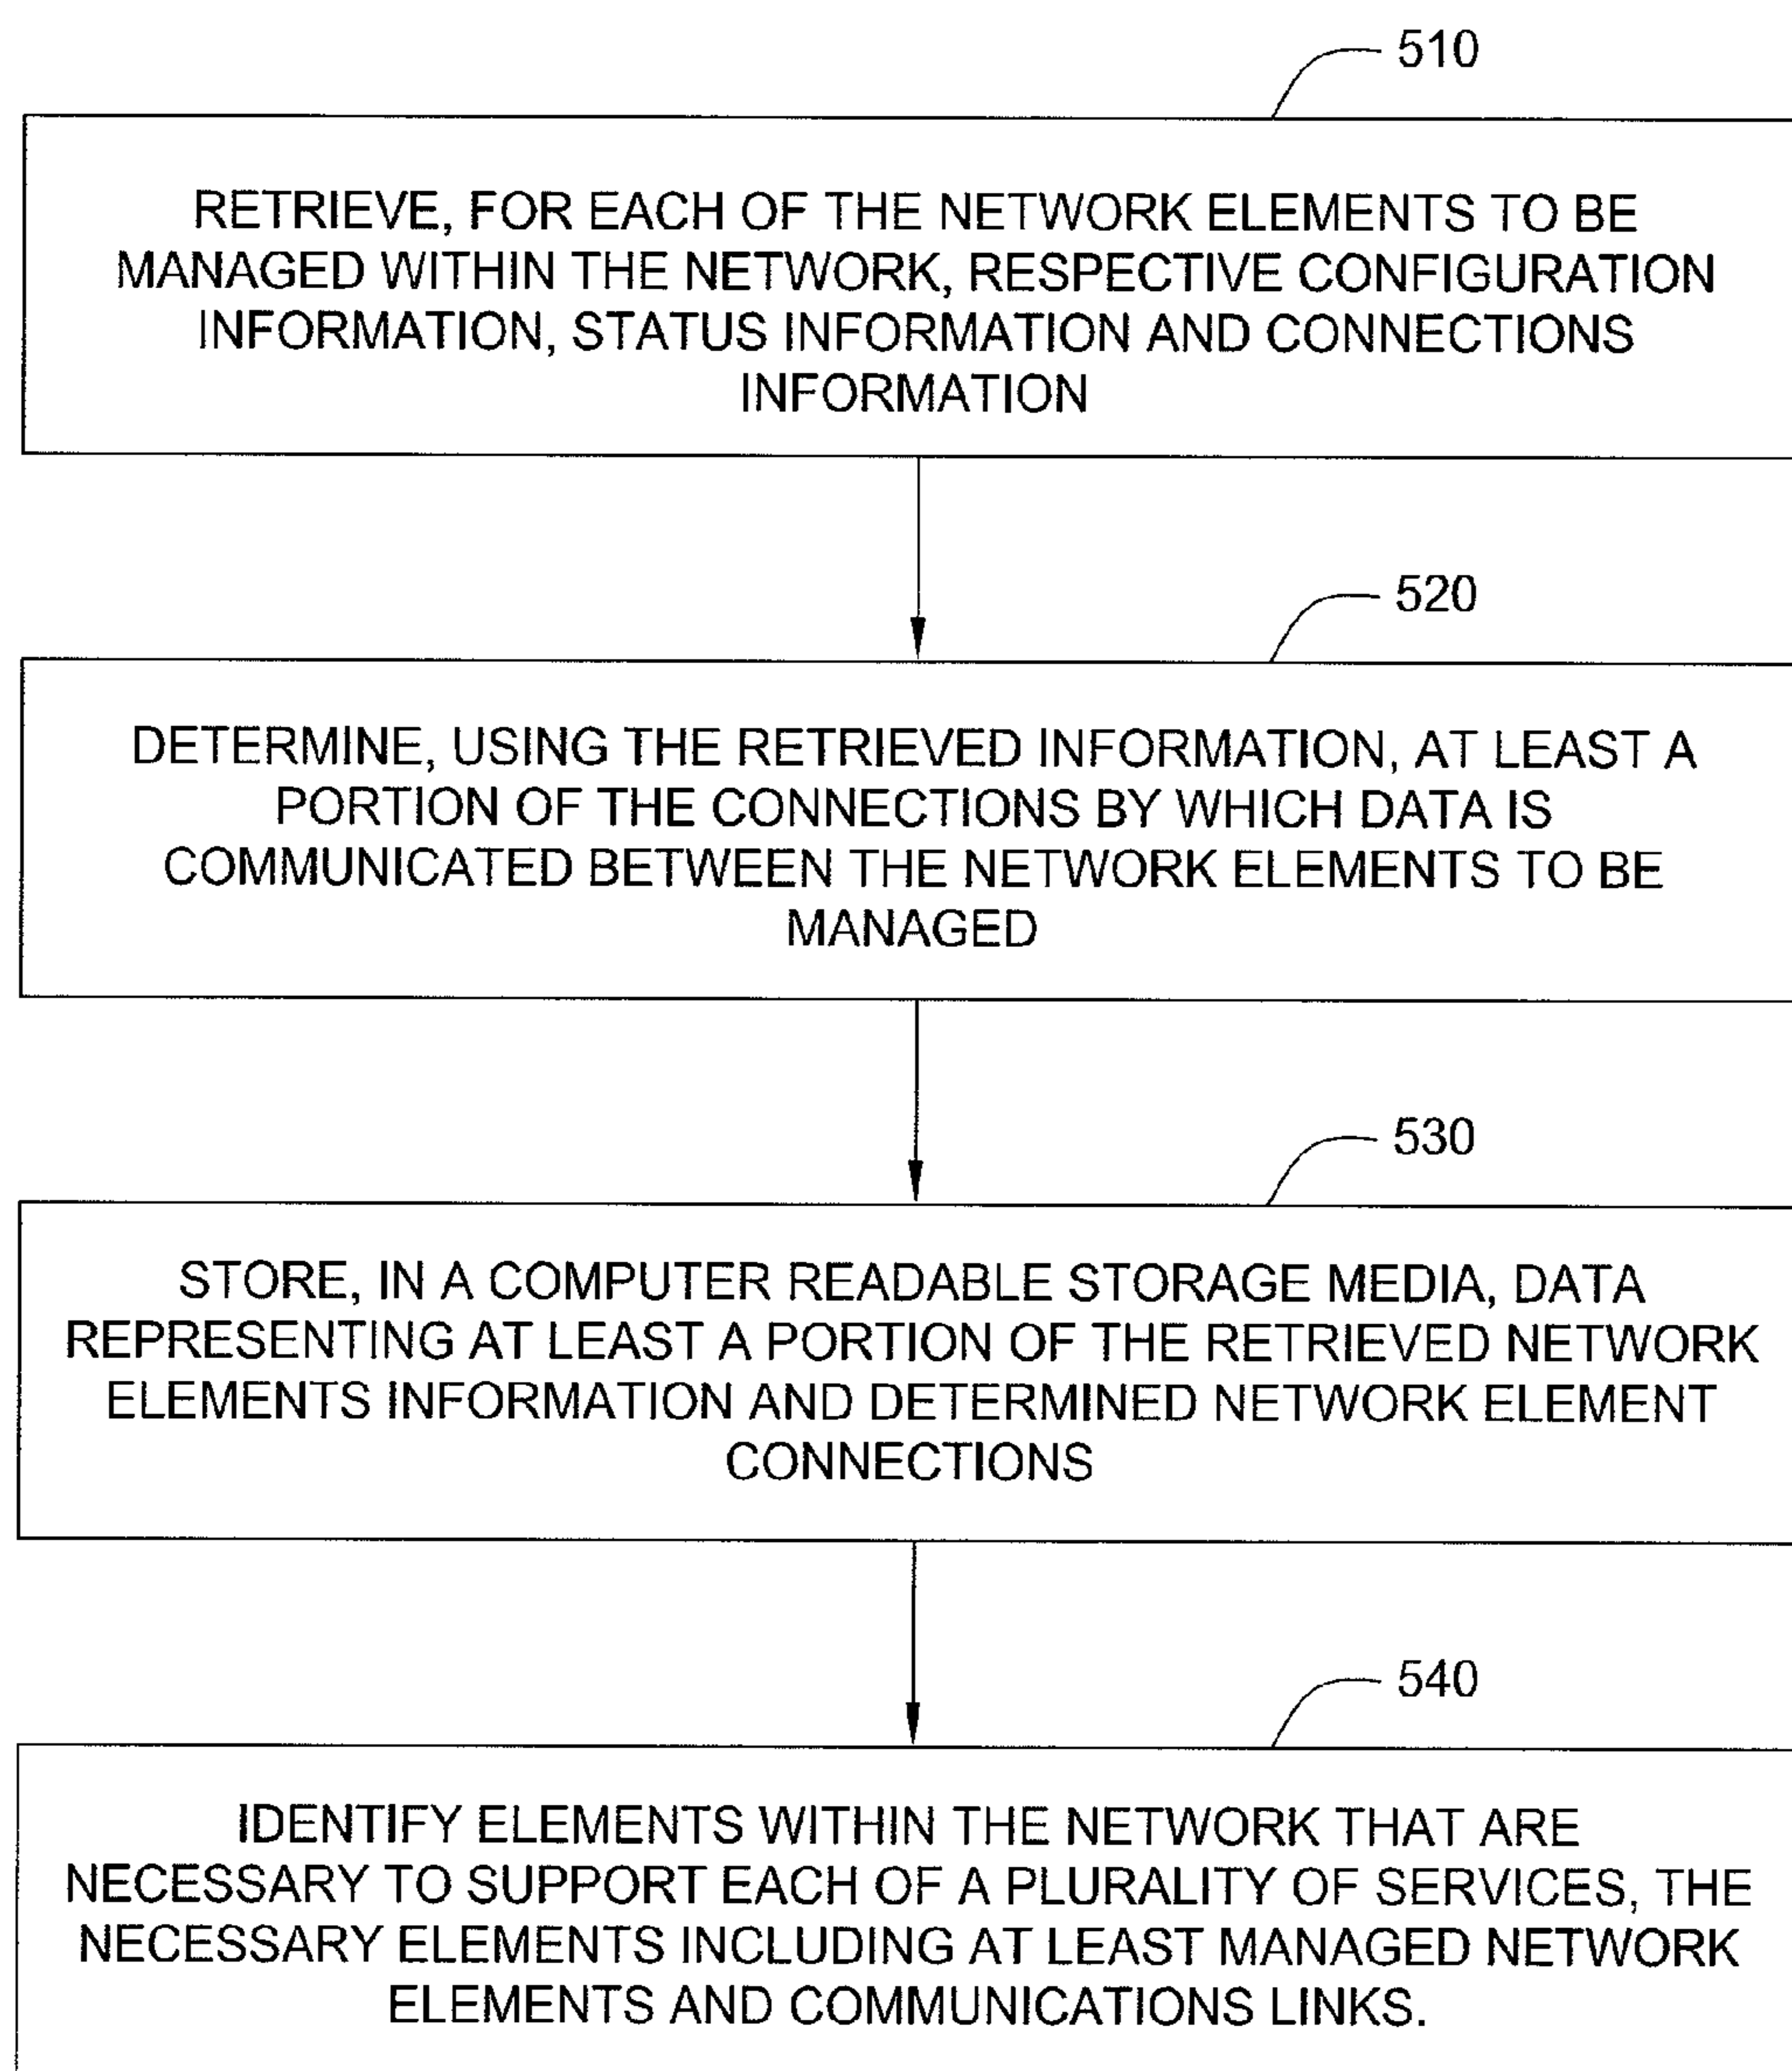 510
RETRIEVE, FOR EACH OF THE NETWORK ELEMENTS TO BE
MANAGED WITHIN THE NETWORK, RESPECTIVE CONFIGURATION
INFORMATION, STATUS INFORMATION AND CONNECTIONS
INFORMATION
520
DETERMINE, USING THE RETRIEVED INFORMATION, AT LEAST A
PORTION OF THE CONNECTIONS BY WHICH DATA IS
COMMUNICATED BETWEEN THE NETWORK ELEMENTS TO BE
MANAGED
530
STORE, IN A COMPUTER READABLE STORAGE MEDIA, DATA
REPRESENTING AT LEAST A PORTION OF THE RETRIEVED NETWORK
ELEMENTS INFORMATION AND DETERMINED NETWORK ELEMENT
CONNECTIONS
540
IDENTIFY ELEMENTS WITHIN THE NETWORK THAT ARE
NECESSARY TO SUPPORT EACH OF A PLURALITY OF SERVICES, THE
NECESSARY ELEMENTS INCLUDING AT LEAST MANAGED NETWORK
ELEMENTS AND COMMUNICATIONS LINKS.